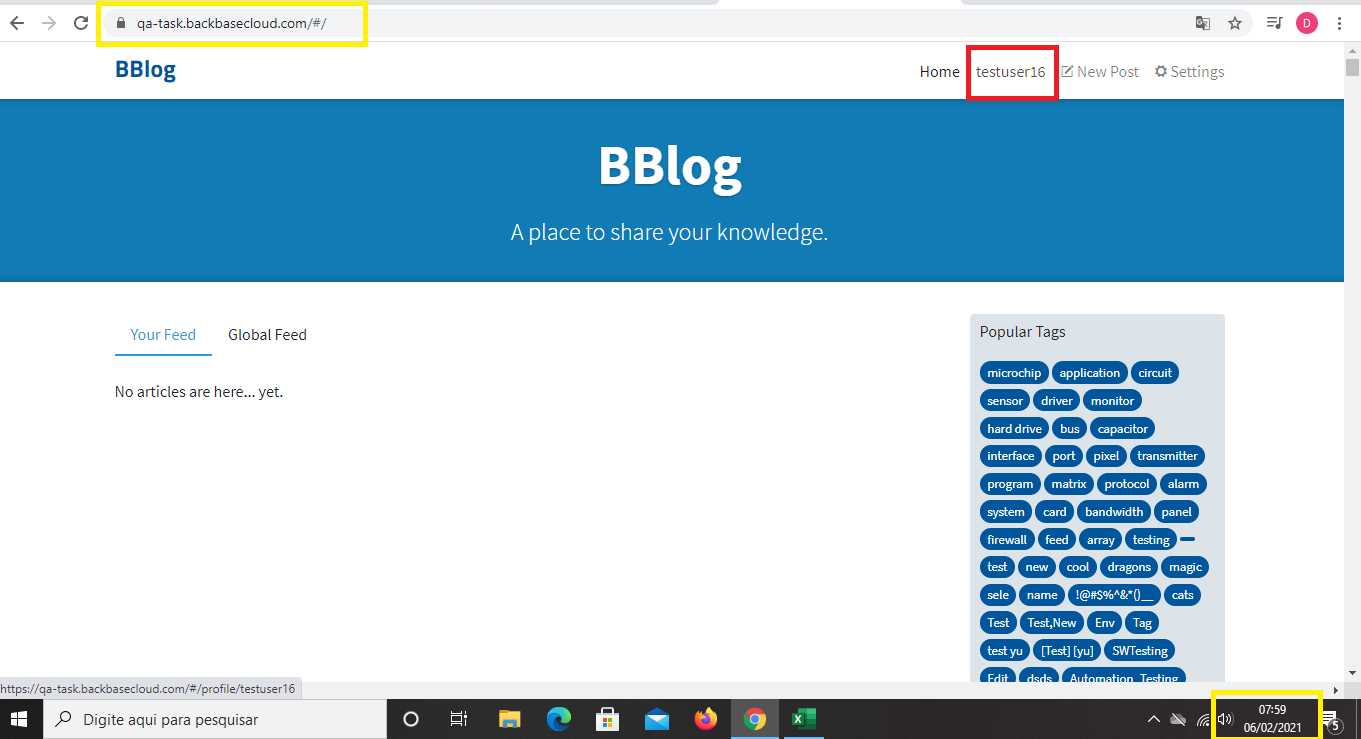 qa-task.backbasecloud.com/#/
D
BBlog
Home testuser16 New Post Settings
BBlog
A place to share your knowledge.
Your Feed Global Feed
No articles are here... yet.
Popular Tags
microchip application circuit
sensor driver monitor
hard drive bus capacitor
interface port pixel transmitter
program matrix protocol alarm
system card bandwidth panel
firewall feed array testing
test new cool dragons magic
sele name !@#$%^&*()__ cats
Test Test,New Env Tag
test yu [Test] [yu] SWTesting
Edit dsds Automation_Testing
https://qa-task.backbasecloud.com/#/profile/testuser16
Digite aqui para pesquisar
07:59
06/02/2021
5